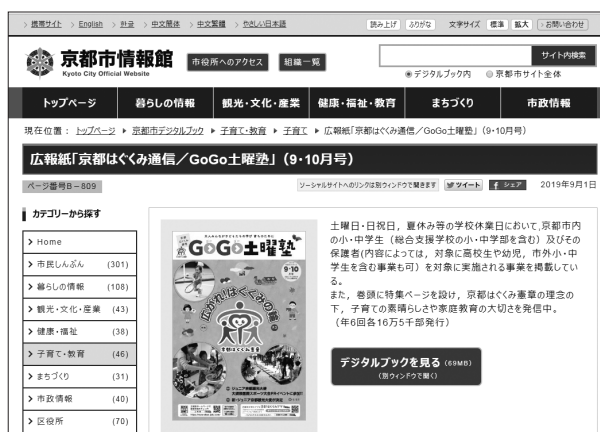 > 携帯サイト > English > 한글 > 中文簡体 > 中文繁體 > やさしい日本語 読み上げ ふりがな 文字サイズ 標準 拡大 > お問い合わせ
京都市情報館 市役所へのアクセス 組織一覧 サイト内検索
Kyoto City Official Website
デジタルブック内 京都市サイト全体
トップページ 暮らしの情報 観光・文化・産業 健康・福祉・教育 まちづくり 市政情報
現在位置: トップページ ▶ 京都市デジタルブック ▶ 子育て・教育 ▶ 子育て ▶ 広報紙「京都はぐくみ通信/GoGo土曜塾」(9・10月号)
広報紙「京都はぐくみ通信/GoGo土曜塾」(9・10月号)
ページ番号B-809 ソーシャルサイトへのリンクは別ウィンドウで開きます ツイート シェア 2019年9月1日
カテゴリーから探す
> Home
> 市民しんぶん (301)
> 暮らしの情報 (108)
> 観光・文化・産業 (43)
> 健康・福祉 (38)
> 子育て・教育 (46)
> まちづくり (31)
> 市政情報 (40)
> 区役所 (70)
GoGo土曜塾
9・10
広がれ!はぐくみの輪
京都はぐくみ憲章
土曜日・日祝日,夏休み等の学校休業日において,京都市内
の小・中学生(総合支援学校の小・中学部を含む)及びその
保護者(内容によっては,対象に高校生や幼児,市外小・中
学生を含む事業も可)を対象に実施される事業を掲載してい
る。
また,巻頭に特集ページを設け,京都はぐくみ憲章の理念の
下,子育ての素晴らしさや家庭教育の大切さを発信中。
(年6回各16万5千部発行)
デジタルブックを見る (69MB)
(別ウィンドウで開く)